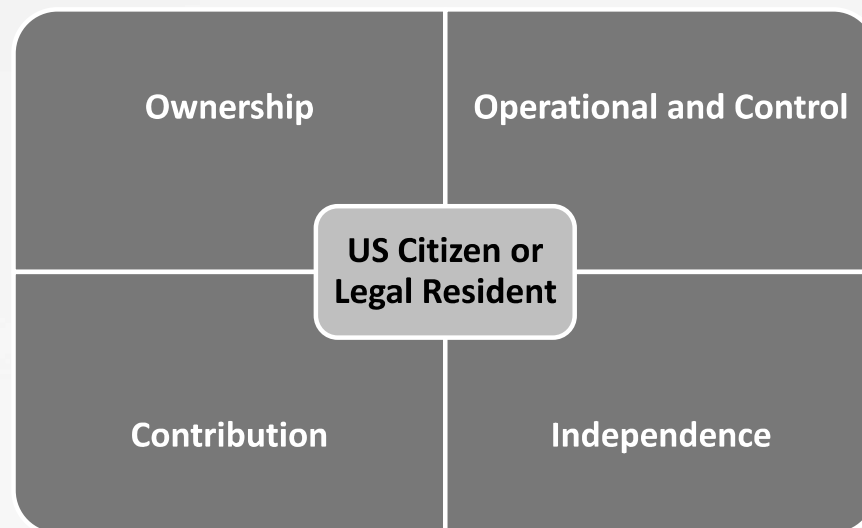 Ownership
Operational and Control
US Citizen or
Legal Resident
Contribution
Independence